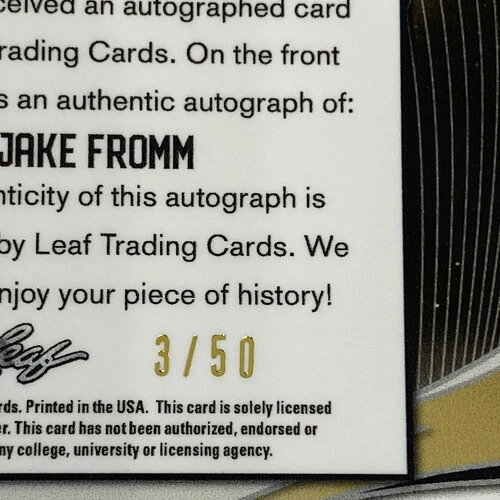 ceived an autographed card
rading Cards. On the front
s an authentic autograph of:
JAKE FROMM
nticity of this autograph is
by Leaf Trading Cards. We
njoy your piece of history!
Leaf 3/50
rds. Printed in the USA. This card is solely licensed
er. This card has not been authorized, endorsed or
ny college, university or licensing agency.